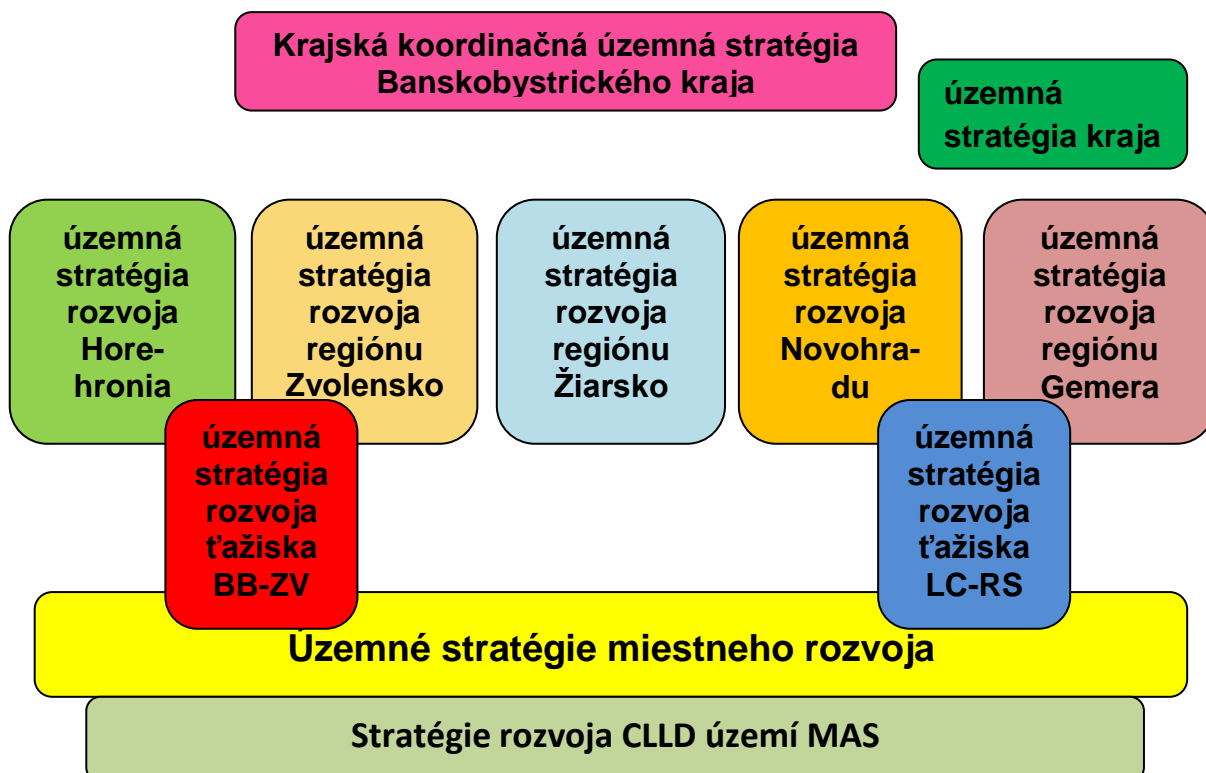 Krajská koordinačná územná stratégia
Banskobystrického kraja
územná
stratégia kraja
územná
stratégia
rozvoja
Hore-
hronia
územná
stratégia
rozvoja
regiónu
Zvolensko
územná
stratégia
rozvoja
regiónu
Žiarsko
územná
stratégia
rozvoja
Novohra-
du
územná
stratégia
rozvoja
regiónu
Gemera
územná
stratégia
rozvoja
ťažiska
BB-ZV
územná
stratégia
rozvoja
ťažiska
LC-RS
Územné stratégie miestneho rozvoja
Stratégie rozvoja CLLD území MAS